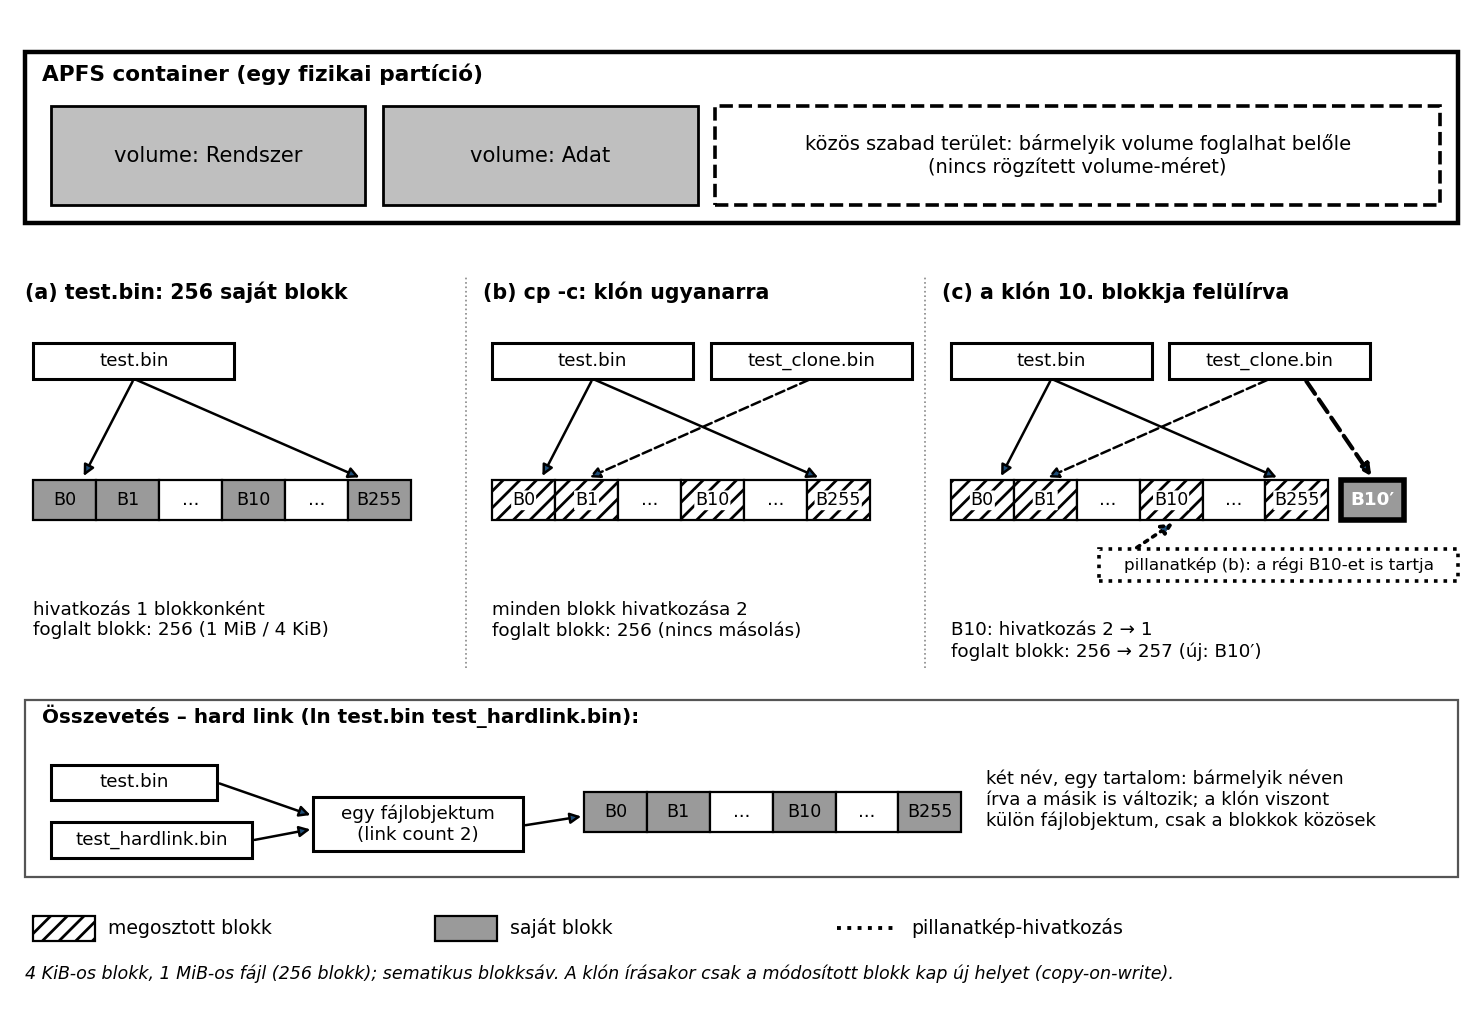 APFS container (egy fizikai partíció)
volume: Rendszer
volume: Adat
közös szabad terület: bármelyik volume foglalhat belőle
(nincs rögzített volume-méret)
(a) test.bin: 256 saját blokk
test.bin
B0 B1 ... B10 ... B255
hivatkozás 1 blokkonként
foglalt blokk: 256 (1 MiB / 4 KiB)
(b) cp -c: klón ugyanarra
test.bin
test_clone.bin
B0 B1 ... B10 ... B255
minden blokk hivatkozása 2
foglalt blokk: 256 (nincs másolás)
(c) a klón 10. blokkja felülírva
test.bin
test_clone.bin
B0 B1 ... B10 ... B255 B10′
pillanatkép (b): a régi B10-et is tartja
B10: hivatkozás 2 → 1
foglalt blokk: 256 → 257 (új: B10′)
Összevetés – hard link (ln test.bin test_hardlink.bin):
test.bin
test_hardlink.bin
egy fájlobjektum
(link count 2)
B0 B1 ... B10 ... B255
két név, egy tartalom: bármelyik néven
írva a másik is változik; a klón viszont
külön fájlobjektum, csak a blokkok közösek
megosztott blokk
saját blokk
pillanatkép-hivatkozás
4 KiB-os blokk, 1 MiB-os fájl (256 blokk); sematikus blokksáv. A klón írásakor csak a módosított blokk kap új helyet (copy-on-write).